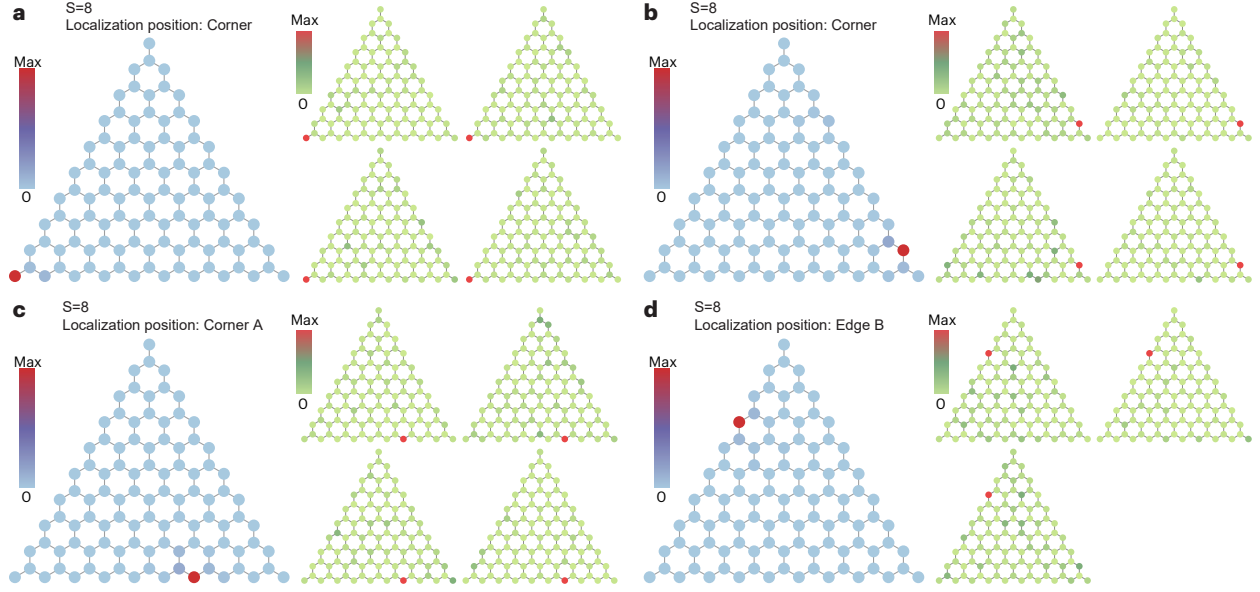 a
S=8
Localization position: Corner
Max
0
Max
0
b
S=8
Localization position: Corner
Max
0
Max
0
c
S=8
Localization position: Corner A
Max
0
Max
0
d
S=8
Localization position: Edge B
Max
0
Max
0